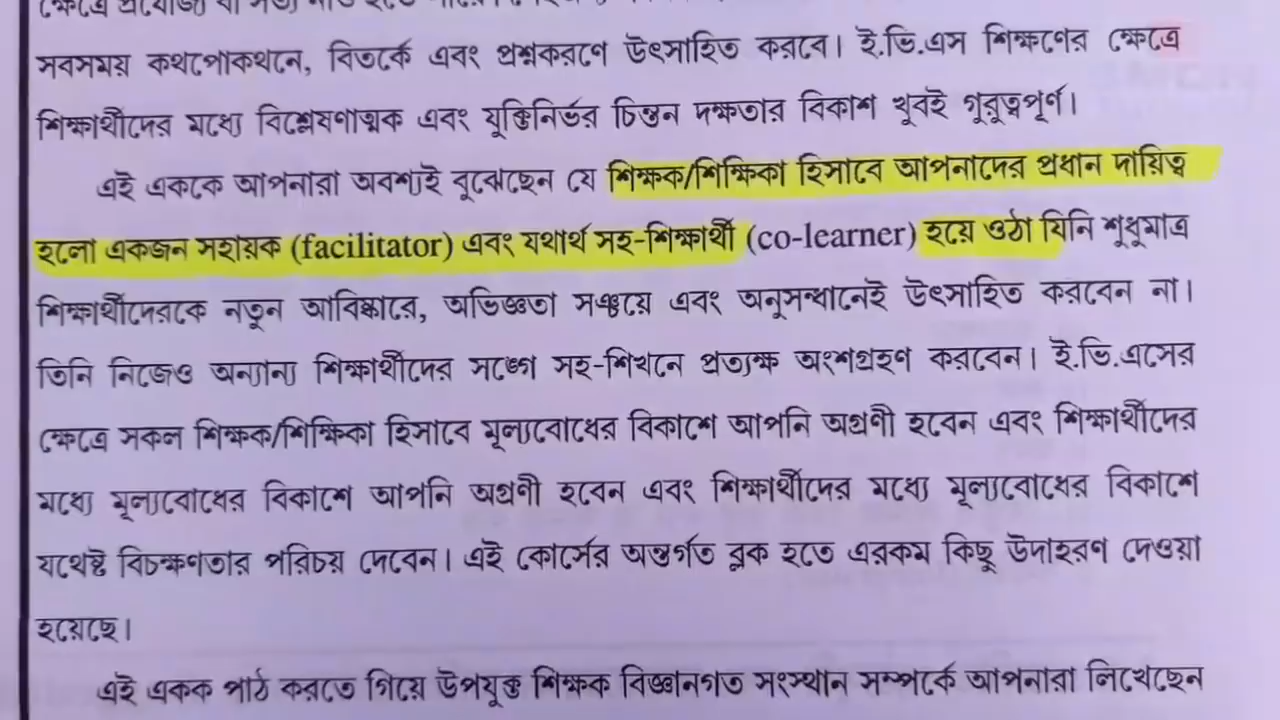 সবসময় কথপোকথনে, বিতর্কে এবং প্রশ্নকরণে উৎসাহিত করবে। ই.ভি.এস শিক্ষণের ক্ষেত্রে
শিক্ষার্থীদের মধ্যে বিশ্লেষণাত্মক এবং যুক্তিনির্ভর চিন্তন দক্ষতার বিকাশ খুবই গুরুত্বপূর্ণ।
এই এককে আপনারা অবশ্যই বুঝেছেন যে শিক্ষক/শিক্ষিকা হিসাবে আপনাদের প্রধান দায়িত্ব
হলো একজন সহায়ক (facilitator) এবং যথার্থ সহ-শিক্ষার্থী (co-learner) হয়ে ওঠা যিনি শুধুমাত্র
শিক্ষার্থীদেরকে নতুন আবিষ্কারে, অভিজ্ঞতা সঞ্চয়ে এবং অনুসন্ধানেই উৎসাহিত করবেন না।
তিনি নিজেও অন্যান্য শিক্ষার্থীদের সঙ্গে সহ-শিখনে প্রত্যক্ষ অংশগ্রহণ করবেন। ই.ভি.এসের
ক্ষেত্রে সকল শিক্ষক/শিক্ষিকা হিসাবে মূল্যবোধের বিকাশে আপনি অগ্রণী হবেন এবং শিক্ষার্থীদের
মধ্যে মূল্যবোধের বিকাশে আপনি অগ্রণী হবেন এবং শিক্ষার্থীদের মধ্যে মূল্যবোধের বিকাশে
যথেষ্ট বিচক্ষণতার পরিচয় দেবেন। এই কোর্সের অন্তর্গত ব্লক হতে এরকম কিছু উদাহরণ দেওয়া
হয়েছে।
এই একক পাঠ করতে গিয়ে উপযুক্ত শিক্ষক বিজ্ঞানগত সংস্থান সম্পর্কে আপনারা লিখেছেন